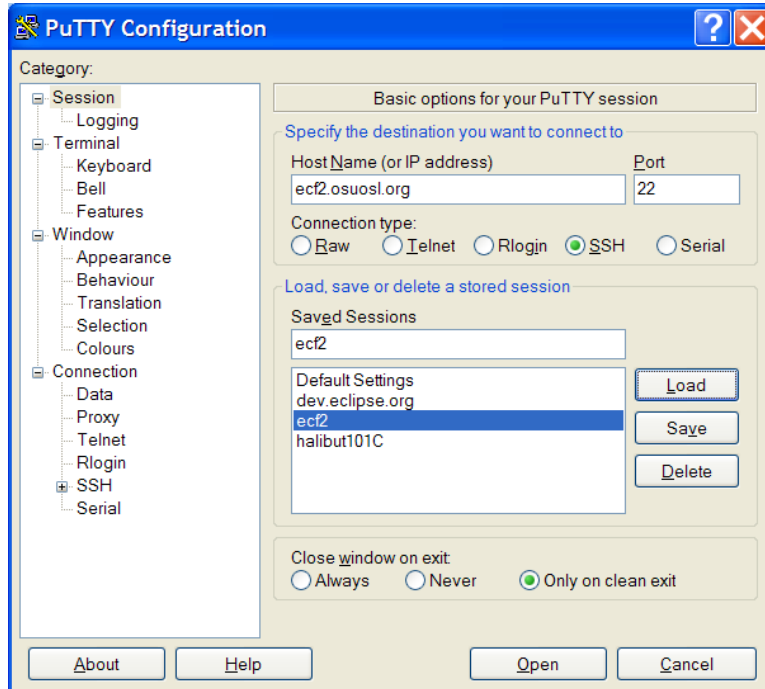 PuTTY Configuration
?
Category:
Session
Logging
Terminal
Keyboard
Bell
Features
Window
Appearance
Behaviour
Translation
Selection
Colours
Connection
Data
Proxy
Telnet
Rlogin
SSH
Serial
Basic options for your PuTTY session
Specify the destination you want to connect to
Host Name (or IP address) Port
ecf2.osuosl.org 22
Connection type:
Raw Telnet Rlogin SSH Serial
Load, save or delete a stored session
Saved Sessions
ecf2
Default Settings
dev.eclipse.org
ecf2
halibut101C
Load
Save
Delete
Close window on exit:
Always Never Only on clean exit
About Help Open Cancel